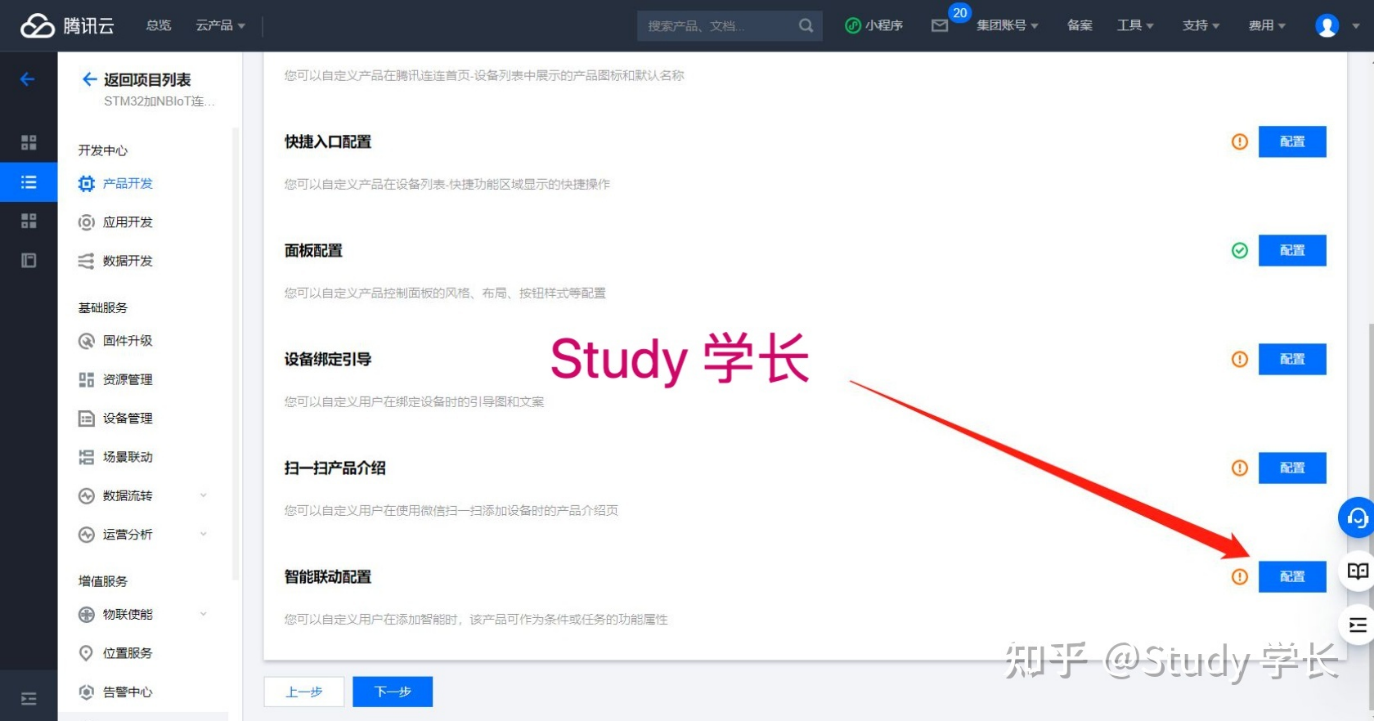 腾讯云 总览 云产品 搜索产品、文档... 小程序 20 集团账号 备案 工具 支持 费用
返回项目列表
STM32加NBIoT连...
开发中心
产品开发
应用开发
数据开发
基础服务
固件升级
资源管理
设备管理
场景联动
数据流转
运营分析
增值服务
物联使能
位置服务
告警中心
您可以自定义产品在腾讯连连首页-设备列表中展示的产品图标和默认名称
快捷入口配置 配置
您可以自定义产品在设备列表-快捷功能区域显示的快捷操作
面板配置 配置
您可以自定义产品控制面板的风格、布局、按钮样式等配置
Study 学长
设备绑定引导 配置
您可以自定义用户在绑定设备时的引导图和文案
扫一扫产品介绍 配置
您可以自定义用户在使用微信扫一扫添加设备时的产品介绍页
智能联动配置 配置
您可以自定义用户在添加智能时，该产品可作为条件或任务的功能属性
上一步 下一步
知乎 @Study 学长